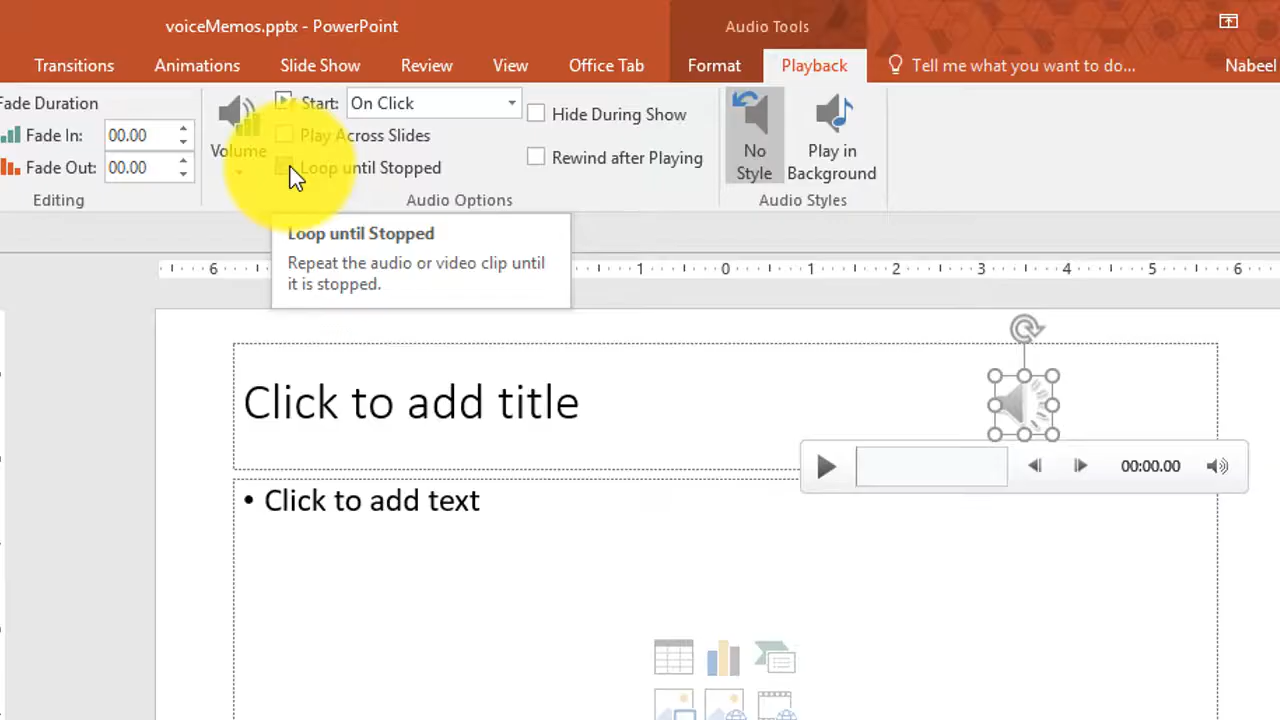 voiceMemos.pptx - PowerPoint
Audio Tools
Transitions
Animations
Slide Show
Review
View
Office Tab
Format
Playback
Tell me what you want to do...
Nabeel
Fade Duration
Fade In: 00.00
Fade Out: 00.00
Editing
Volume
Start: On Click
Play Across Slides
Loop until Stopped
Hide During Show
Rewind after Playing
Audio Options
No
Style
Play in
Background
Audio Styles
Loop until Stopped
Repeat the audio or video clip until
it is stopped.
6 1 0 1 2 3 4 5 6
Click to add title
00:00.00
• Click to add text